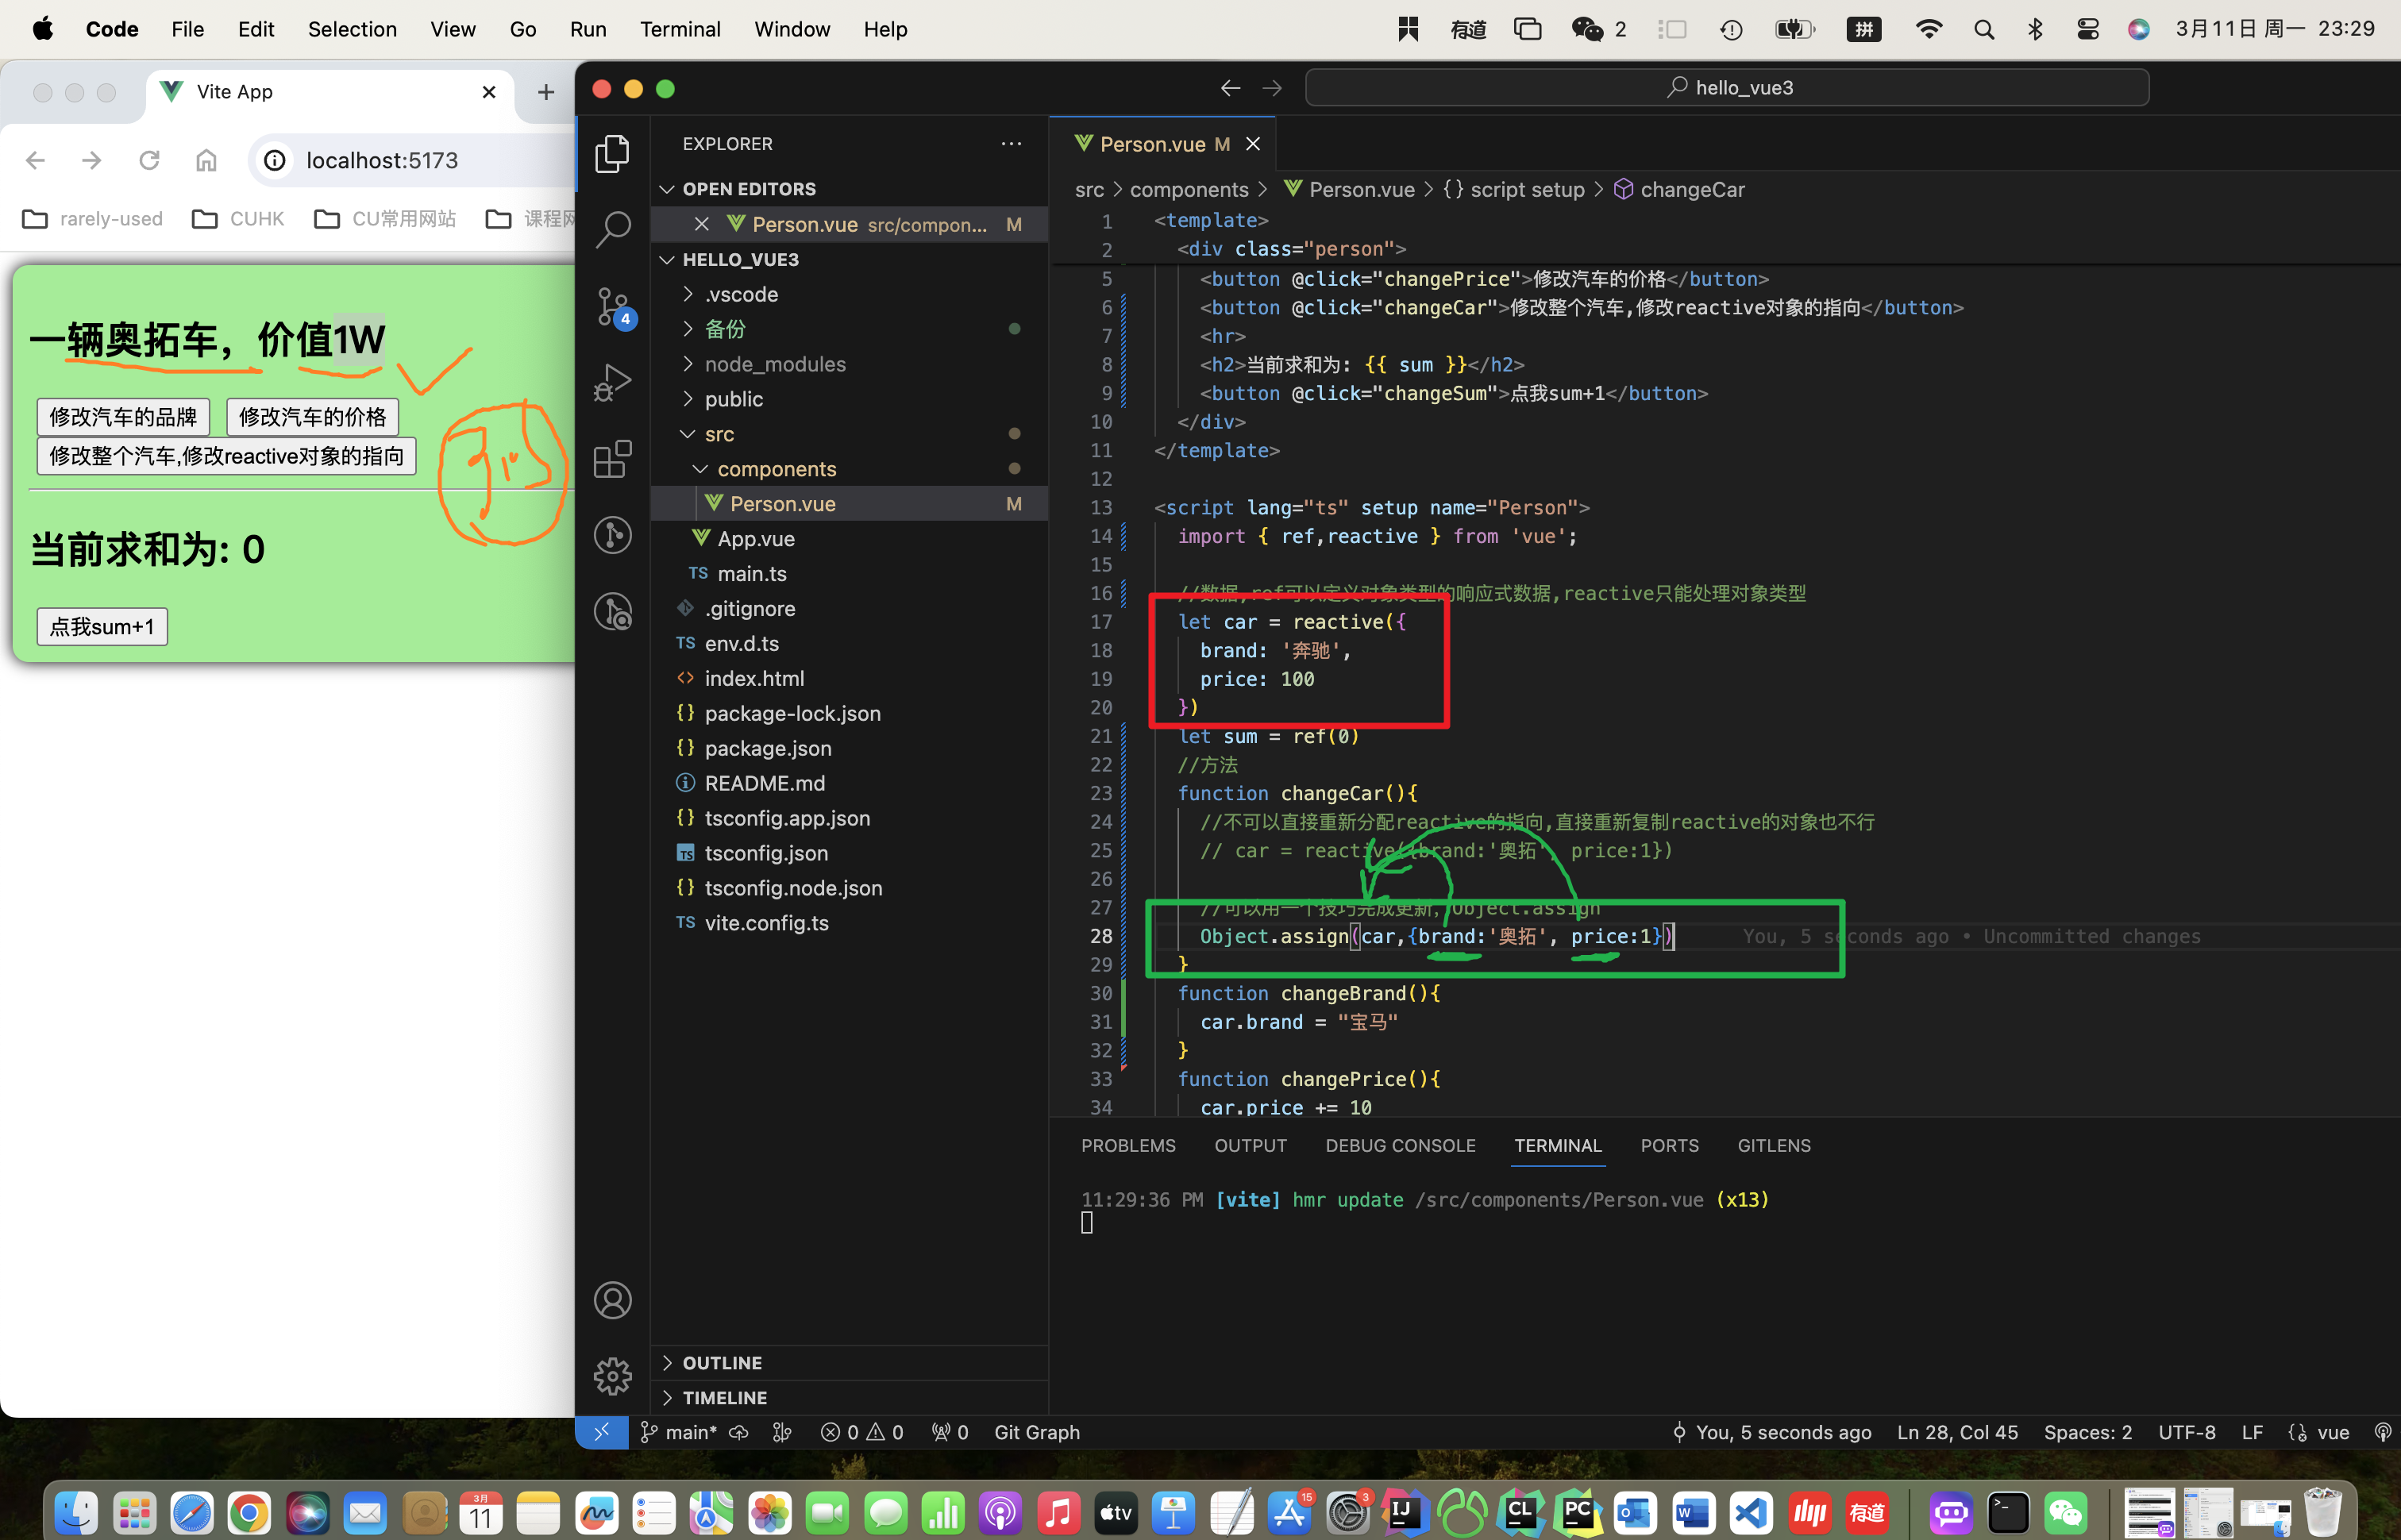 Code File Edit Selection View Go Run Terminal Window Help 有道 2 拼 3月11日 周一 23:29
Vite App
localhost:5173
rarely-used CUHK CU常用网站 课程网
一辆奥拓车，价值1W
修改汽车的品牌 修改汽车的价格
修改整个汽车,修改reactive对象的指向
当前求和为: 0
点我sum+1
hello_vue3
EXPLORER
OPEN EDITORS
Person.vue src/compon... M
HELLO_VUE3
.vscode
备份
node_modules
public
src
components
Person.vue M
App.vue
TS main.ts
.gitignore
TS env.d.ts
<> index.html
{} package-lock.json
{} package.json
README.md
{} tsconfig.app.json
TS tsconfig.json
{} tsconfig.node.json
TS vite.config.ts
OUTLINE
TIMELINE
4
Person.vue M
src > components > Person.vue > {} script setup > changeCar
1 <template>
2 <div class="person">
5 <button @click="changePrice">修改汽车的价格</button>
6 <button @click="changeCar">修改整个汽车,修改reactive对象的指向</button>
7 <hr>
8 <h2>当前求和为: {{ sum }}</h2>
9 <button @click="changeSum">点我sum+1</button>
10 </div>
11 </template>
12
13 <script lang="ts" setup name="Person">
14 import { ref,reactive } from 'vue';
15
16 //数据,ref可以定义对象类型的响应式数据,reactive只能处理对象类型
17 let car = reactive({
18 brand: '奔驰',
19 price: 100
20 })
21 let sum = ref(0)
22 //方法
23 function changeCar(){
24 //不可以直接重新分配reactive的指向,直接重新复制reactive的对象也不行
25 // car = reactive({brand:'奥拓', price:1})
26
27 //可以用一个技巧完成更新, Object.assign
28 Object.assign(car,{brand:'奥拓', price:1}) You, 5 seconds ago • Uncommitted changes
29 }
30 function changeBrand(){
31 car.brand = "宝马"
32 }
33 function changePrice(){
34 car.price += 10
PROBLEMS OUTPUT DEBUG CONSOLE TERMINAL PORTS GITLENS
11:29:36 PM [vite] hmr update /src/components/Person.vue (x13)
main* 0 0 0 Git Graph You, 5 seconds ago Ln 28, Col 45 Spaces: 2 UTF-8 LF vue
3月 11 tv 15 3 IJ CL PC 有道